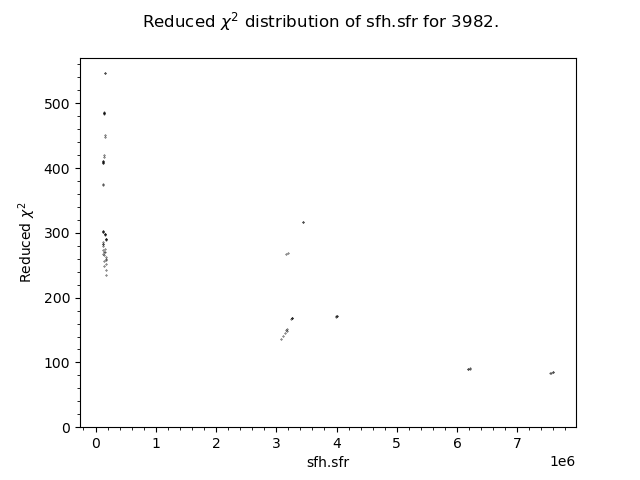 Reduced χ² distribution of sfh.sfr for 3982.
500
400
300
200
100
0
Reduced χ²
0 1 2 3 4 5 6 7
sfh.sfr
1e6